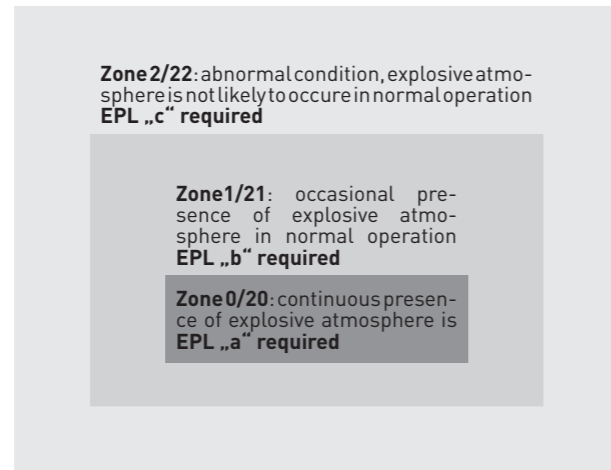 Zone 2/22: abnormal condition, explosive atmo-
sphere is not likely to occure in normal operation
EPL „c“ required
Zone1/21: occasional pre-
sence of explosive atmo-
sphere in normal operation
EPL „b“ required
Zone 0/20: continuous presen-
ce of explosive atmosphere is
EPL „a“ required